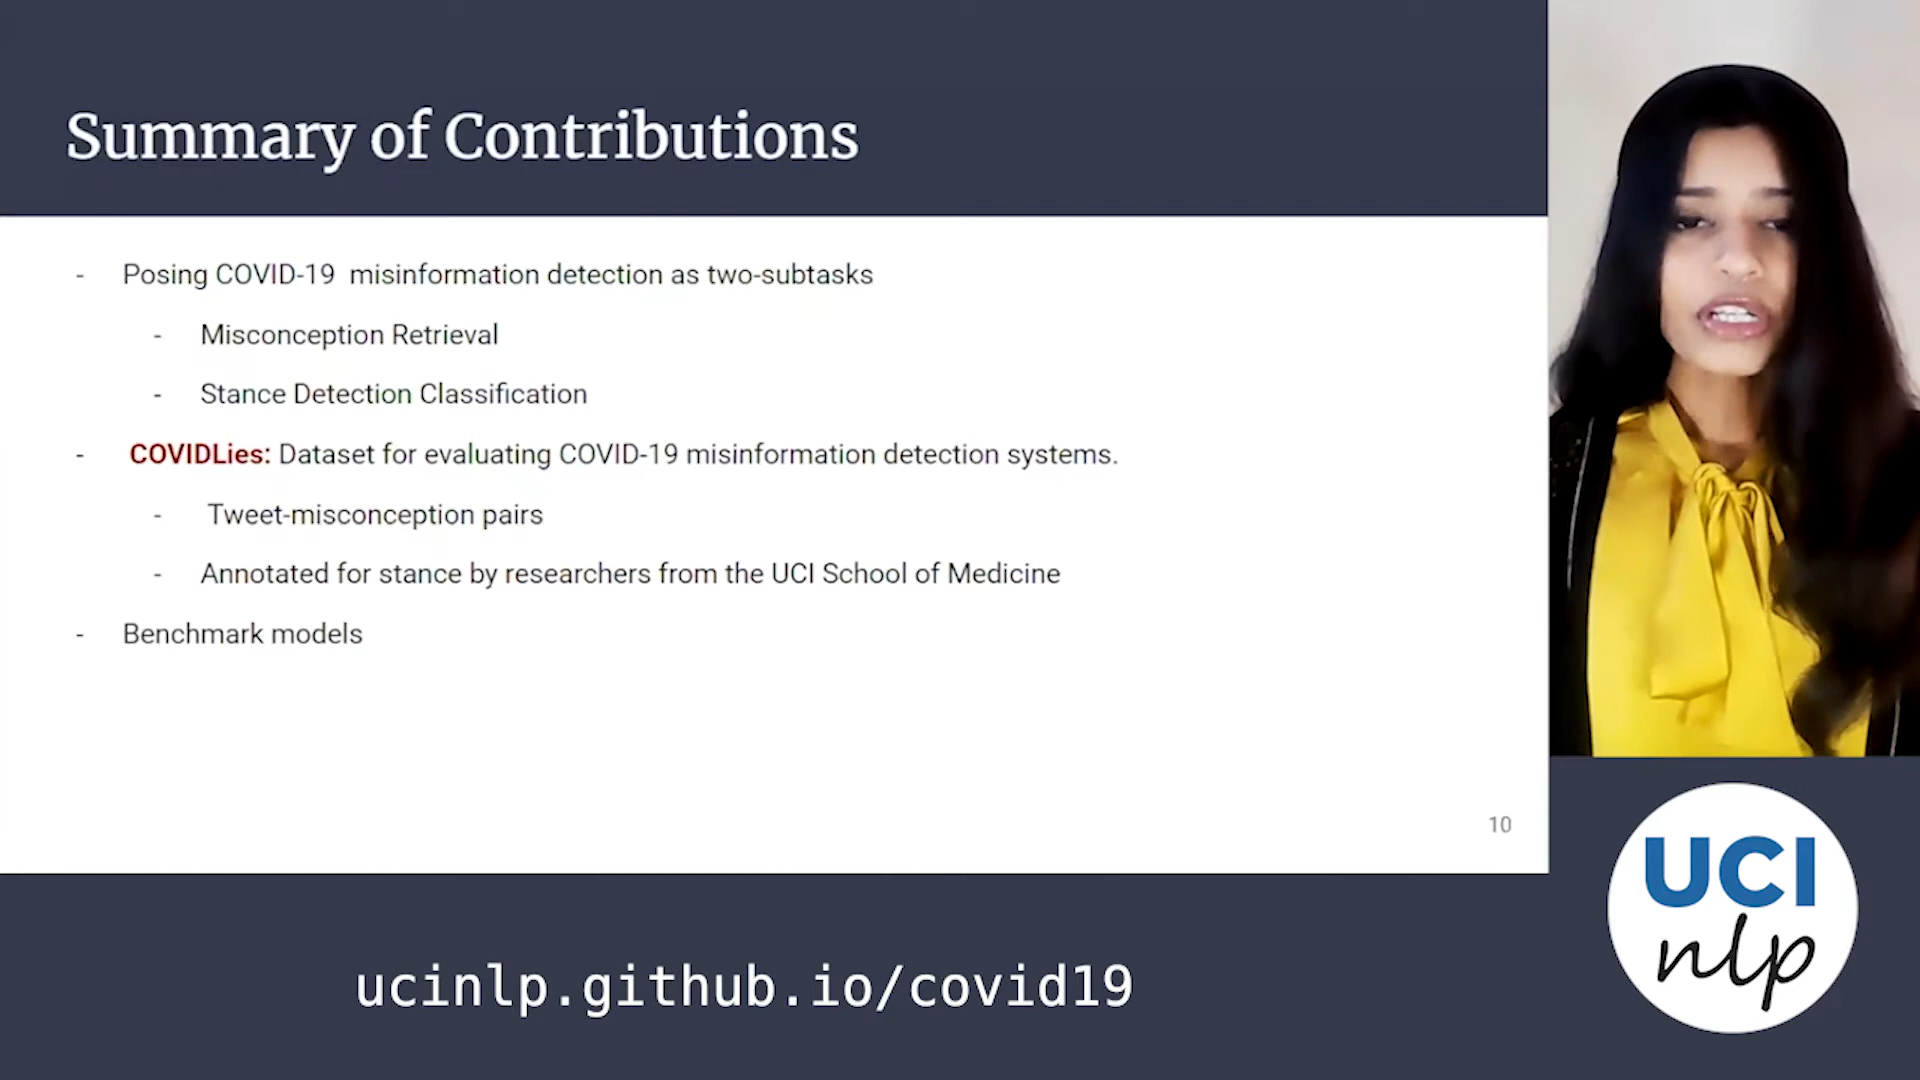 Summary of Contributions
- Posing COVID-19 misinformation detection as two-subtasks
- Misconception Retrieval
- Stance Detection Classification
- COVIDLies: Dataset for evaluating COVID-19 misinformation detection systems.
- Tweet-misconception pairs
- Annotated for stance by researchers from the UCI School of Medicine
- Benchmark models
10
ucinlp.github.io/covid19
UCI
nlp